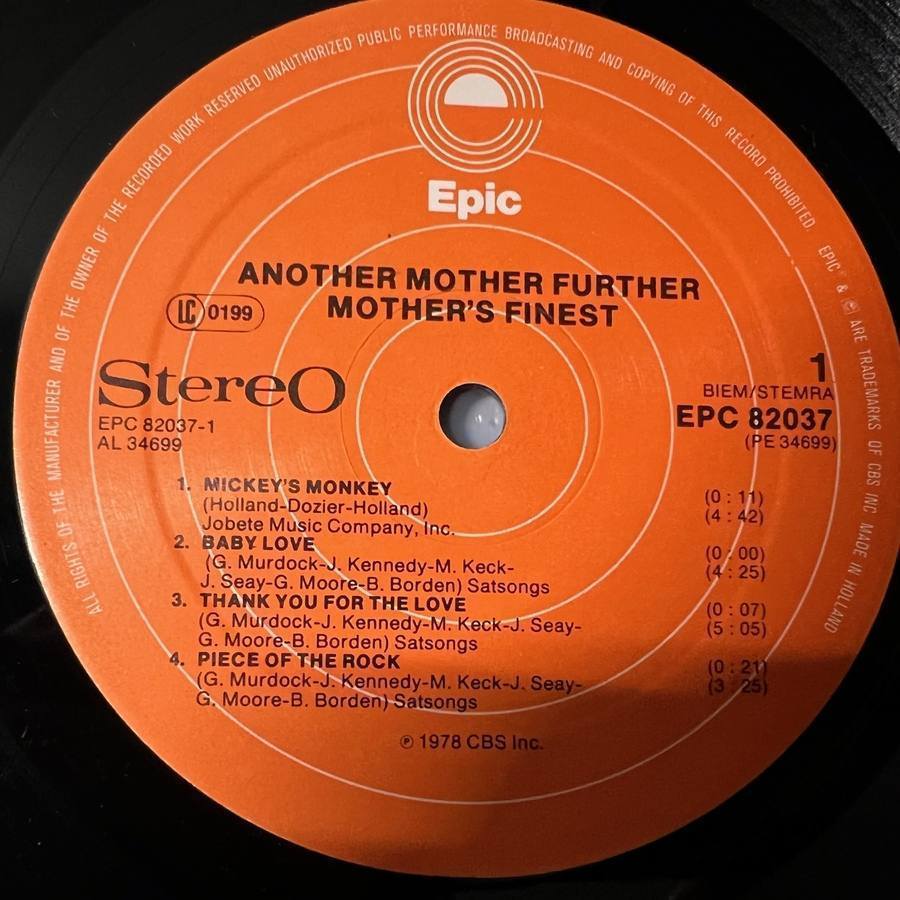 ALL RIGHTS OF THE MANUFACTURER AND OF THE OWNER OF THE RECORDED WORK RESERVED UNAUTHORIZED PUBLIC PERFORMANCE BROADCASTING AND COPYING OF THIS RECORD PROHIBITED. EPIC® & ARE TRADEMARKS OF CBS INC MADE IN HOLLAND
Epic
ANOTHER MOTHER FURTHER
MOTHER'S FINEST
LC 0199
Stereo
1
BIEM/STEMRA
EPC 82037
(PE 34699)
EPC 82037-1
AL 34699
1. MICKEY'S MONKEY (0 : 11)
(Holland-Dozier-Holland) (4 : 42)
Jobete Music Company, Inc.
2. BABY LOVE (0 : 00)
(G. Murdock-J. Kennedy-M. Keck- (4 : 25)
J. Seay-G. Moore-B. Borden) Satsongs
3. THANK YOU FOR THE LOVE (0 : 07)
(G. Murdock-J. Kennedy-M. Keck-J. Seay- (5 : 05)
G. Moore-B. Borden) Satsongs
4. PIECE OF THE ROCK (0 : 21)
(G. Murdock-J. Kennedy-M. Keck-J. Seay- (3 : 25)
G. Moore-B. Borden) Satsongs
℗ 1978 CBS Inc.